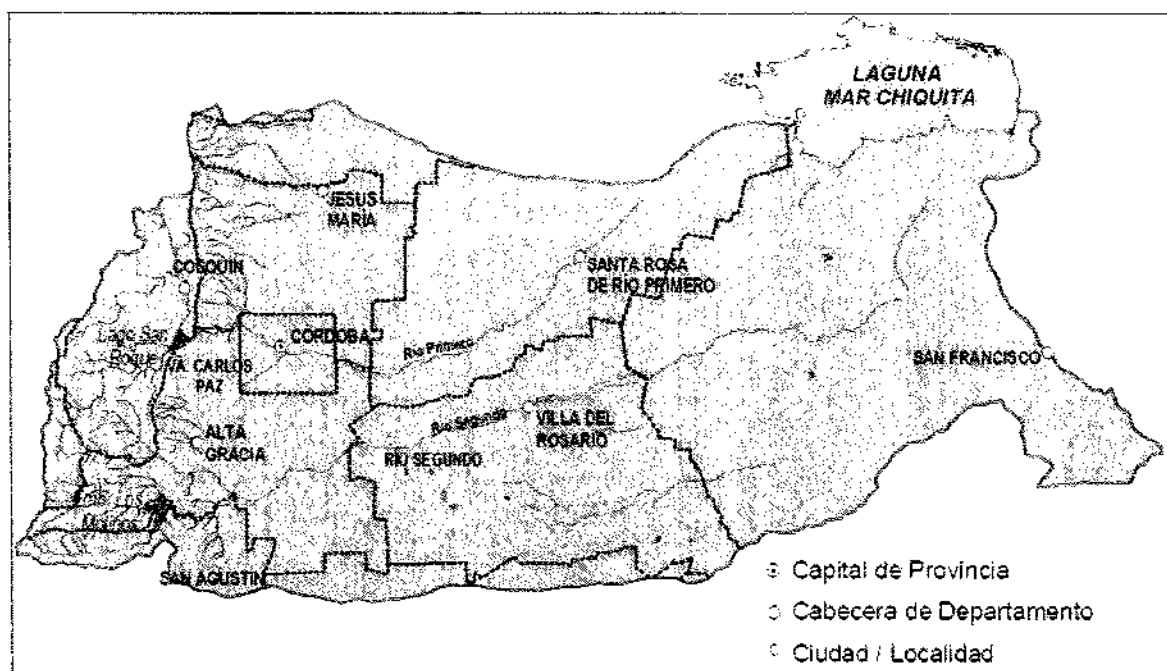 LAGUNA
MAR CHIQUITA
JESUS
MARIA
COSQUIN
SANTA ROSA
DE RIO PRIMERO
Lago San
Roque
CORDOBA
Rio Primero
SAN FRANCISCO
VA. CARLOS
PAZ
ALTA
GRACIA
Rio Segundo
VILLA DEL
ROSARIO
RIO SEGUNDO
Los
Molinos
SAN AGUSTIN
Capital de Provincia
Cabecera de Departamento
Ciudad / Localidad